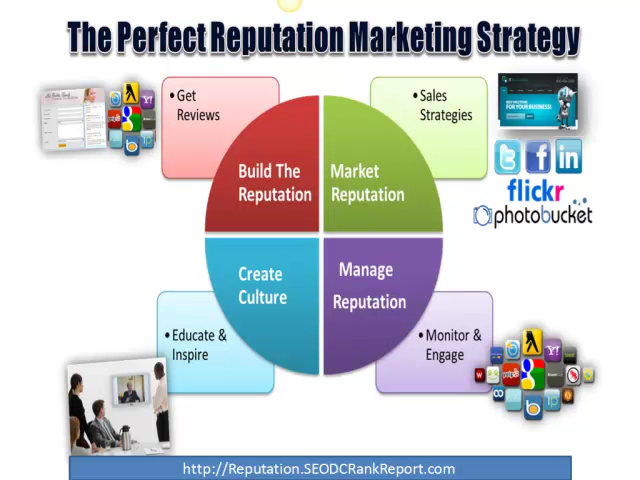 The Perfect Reputation Marketing Strategy
• Get
Reviews
• Sales
Strategies
Build The
Reputation
Market
Reputation
flickr
photobucket
Create
Culture
Manage
Reputation
• Educate &
Inspire
• Monitor &
Engage
http://Reputation.SEODCRankReport.com